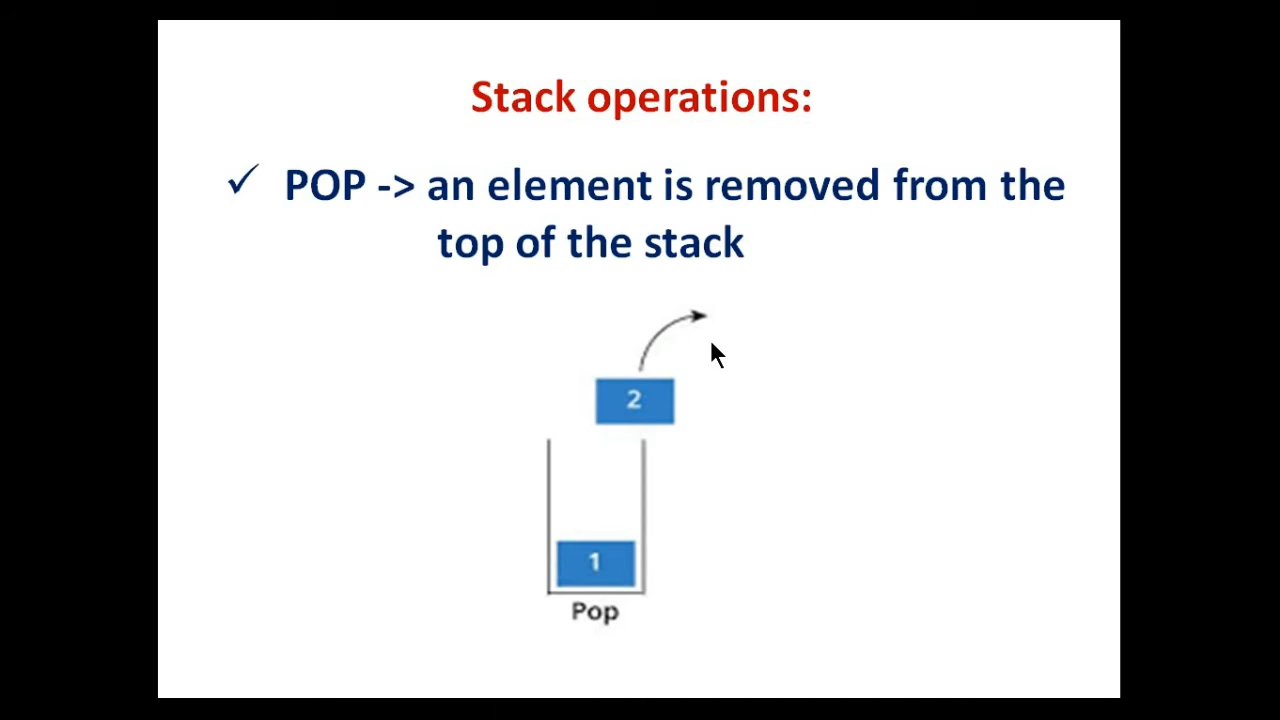 Stack operations:
✓ POP -> an element is removed from the
top of the stack
2
1
Pop